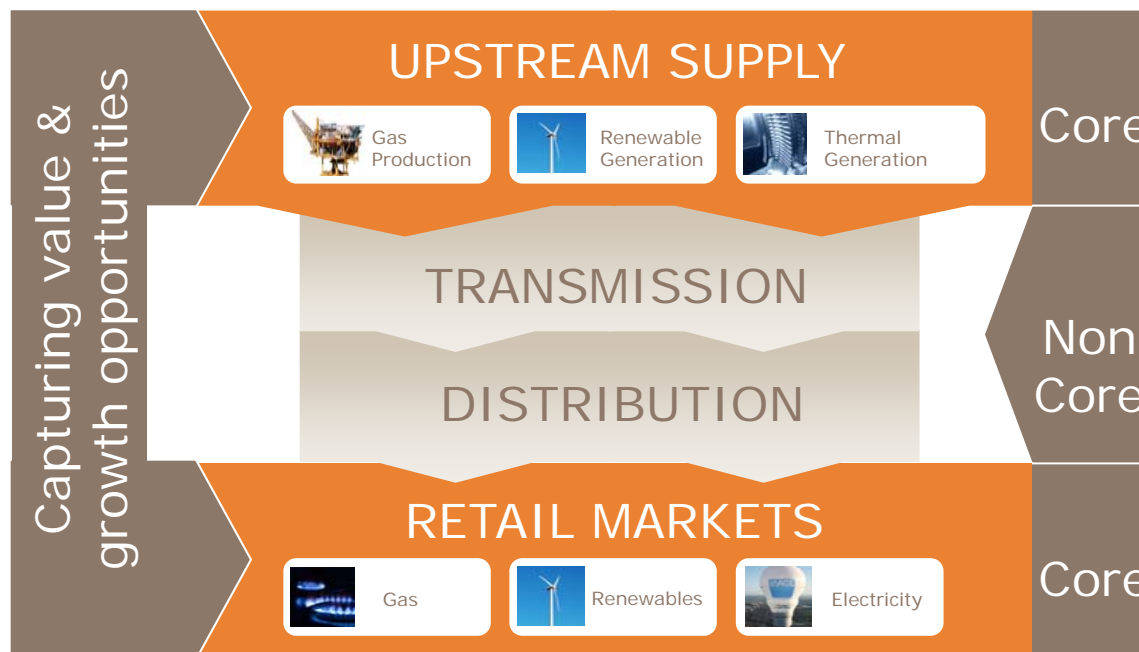 Capturing value &
growth opportunities
UPSTREAM SUPPLY
Gas
Production
Renewable
Generation
Thermal
Generation
Core
TRANSMISSION
Non
Core
DISTRIBUTION
RETAIL MARKETS
Gas
Renewables
Electricity
Core